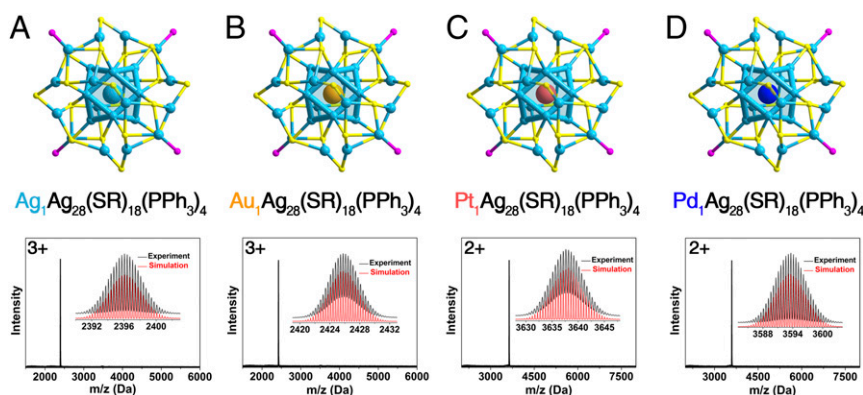 A B C D
Ag₁Ag₂₈(SR)₁₈(PPh₃)₄ Au₁Ag₂₈(SR)₁₈(PPh₃)₄ Pt₁Ag₂₈(SR)₁₈(PPh₃)₄ Pd₁Ag₂₈(SR)₁₈(PPh₃)₄
3+
Experiment
Simulation
2392 2396 2400
Intensity
2000 3000 4000 5000 6000
m/z (Da)
3+
Experiment
Simulation
2420 2424 2428 2432
Intensity
2000 3000 4000 5000 6000
m/z (Da)
2+
Experiment
Simulation
3630 3635 3640 3645
Intensity
3000 4500 6000 7500
m/z (Da)
2+
Experiment
Simulation
3588 3594 3600
Intensity
3000 4500 6000 7500
m/z (Da)